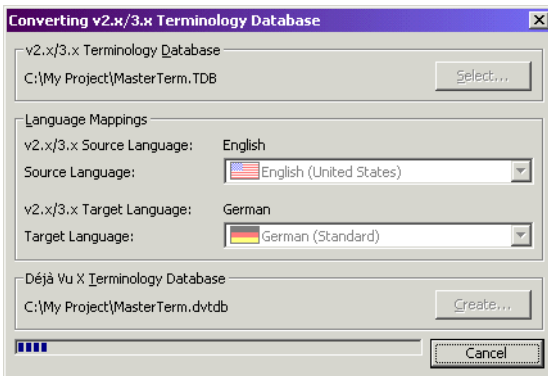 Converting v2.x/3.x Terminology Database
v2.x/3.x Terminology Database
C:\My Project\MasterTerm.TDB
Select...
Language Mappings
v2.x/3.x Source Language: English
Source Language: English (United States)
v2.x/3.x Target Language: German
Target Language: German (Standard)
Déjà Vu X Terminology Database
C:\My Project\MasterTerm.dvtdb
Create...
Cancel